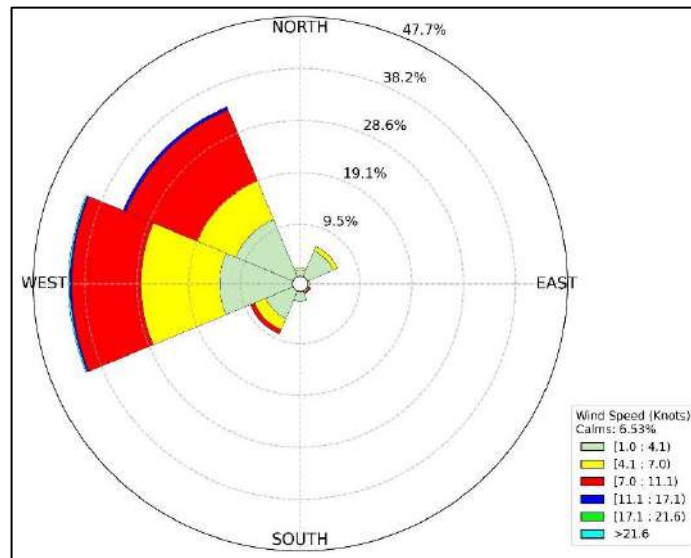 NORTH
47.7%
38.2%
28.6%
19.1%
9.5%
WEST
EAST
SOUTH
Wind Speed (Knots)
Calms: 6.53%
[1.0 : 4.1)
[4.1 : 7.0)
[7.0 : 11.1)
[11.1 : 17.1)
[17.1 : 21.6)
>21.6